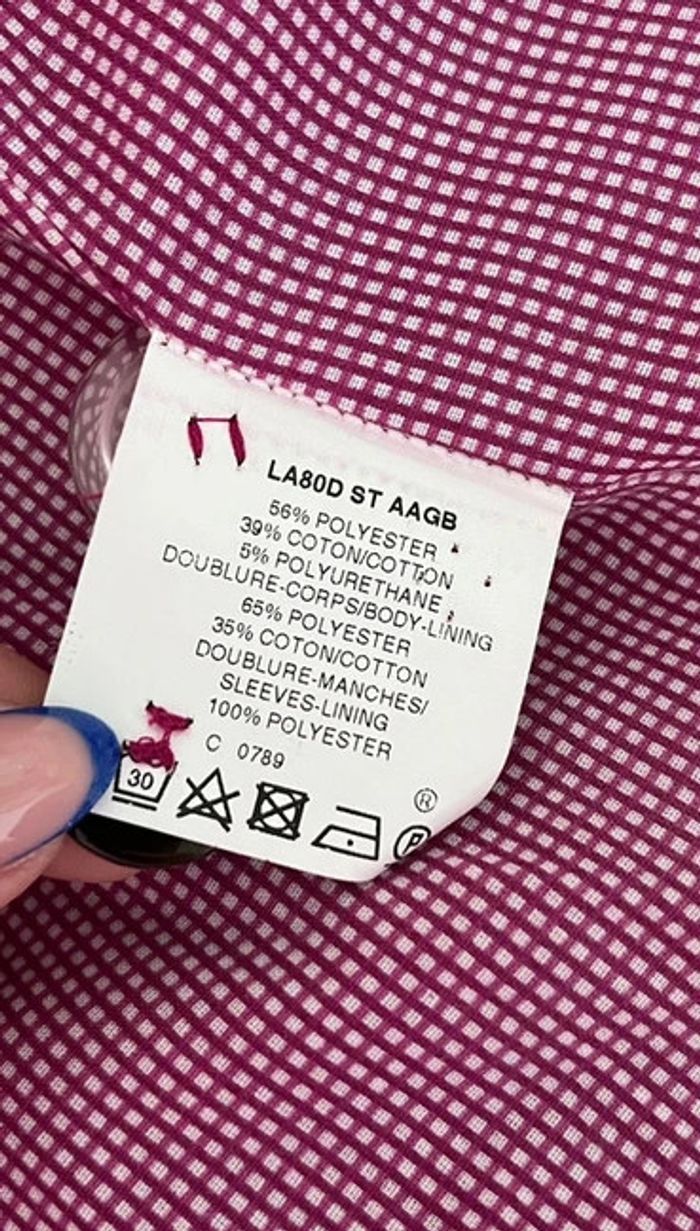 LA80D ST AAGB
56% POLYESTER
39% COTON/COTTON
5% POLYURETHANE
DOUBLURE-CORPS/BODY-LINING
65% POLYESTER
35% COTON/COTTON
DOUBLURE-MANCHES/
SLEEVES-LINING
100% POLYESTER
C 0789
®
30 P